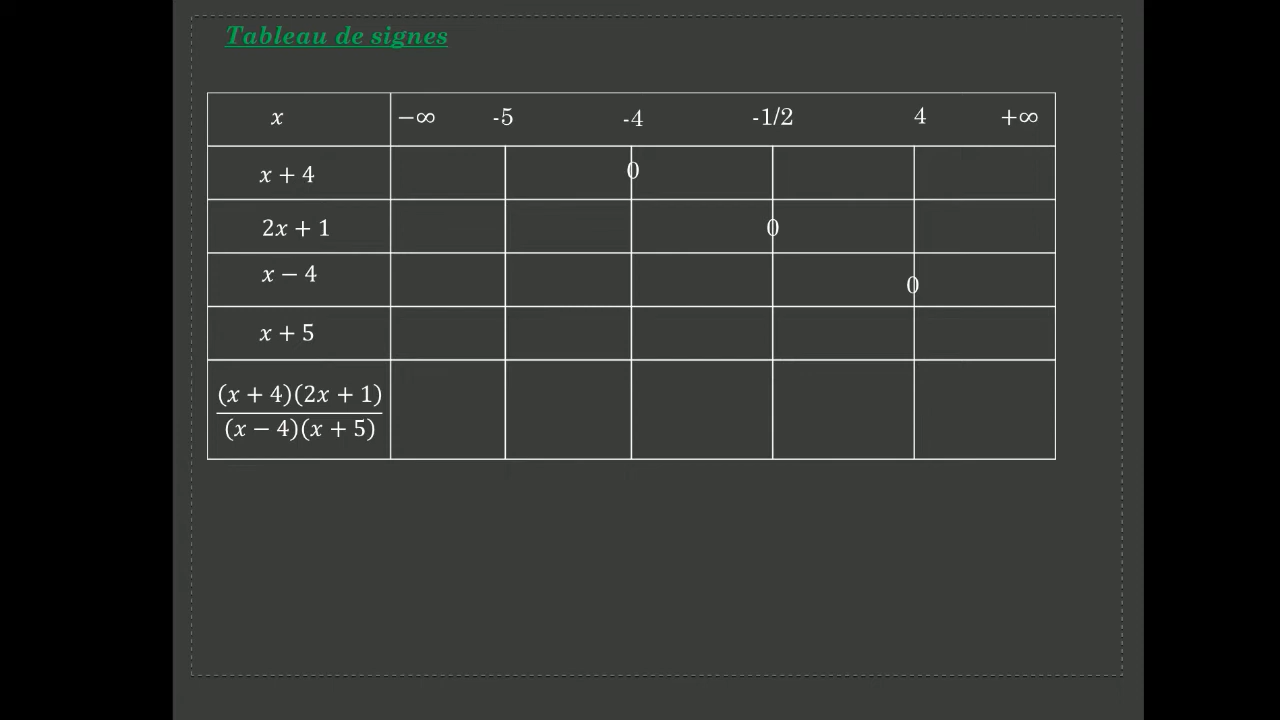 Tableau de signes
x −∞ -5 -4 -1/2 4 +∞
x + 4 0
2x + 1 0
x − 4 0
x + 5
(x + 4)(2x + 1)
(x − 4)(x + 5)